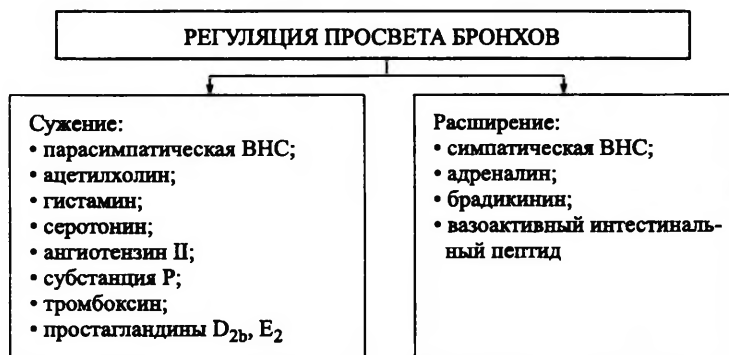 РЕГУЛЯЦИЯ ПРОСВЕТА БРОНХОВ
Сужение:
• парасимпатическая ВНС;
• ацетилхолин;
• гистамин;
• серотонин;
• ангиотензин II;
• субстанция Р;
• тромбоксин;
• простагландины D2b, E2
Расширение:
• симпатическая ВНС;
• адреналин;
• брадикинин;
• вазоактивный интестиналь-
ный пептид